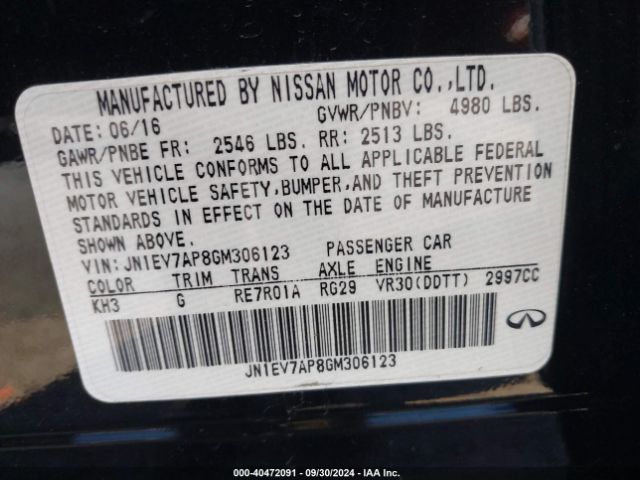 MANUFACTURED BY NISSAN MOTOR CO.,LTD.
DATE: 06/16 GVWR/PNBV: 4980 LBS.
GAWR/PNBE FR: 2546 LBS. RR: 2513 LBS.
THIS VEHICLE CONFORMS TO ALL APPLICABLE FEDERAL
MOTOR VEHICLE SAFETY,BUMPER,AND THEFT PREVENTION
STANDARDS IN EFFECT ON THE DATE OF MANUFACTURE
SHOWN ABOVE.
VIN: JN1EV7AP8GM306123 PASSENGER CAR
COLOR TRIM TRANS AXLE ENGINE
KH3 G RE7R01A RG29 VR30(DDTT) 2997CC
JN1EV7AP8GM306123
000-40472091 - 09/30/2024 - IAA Inc.